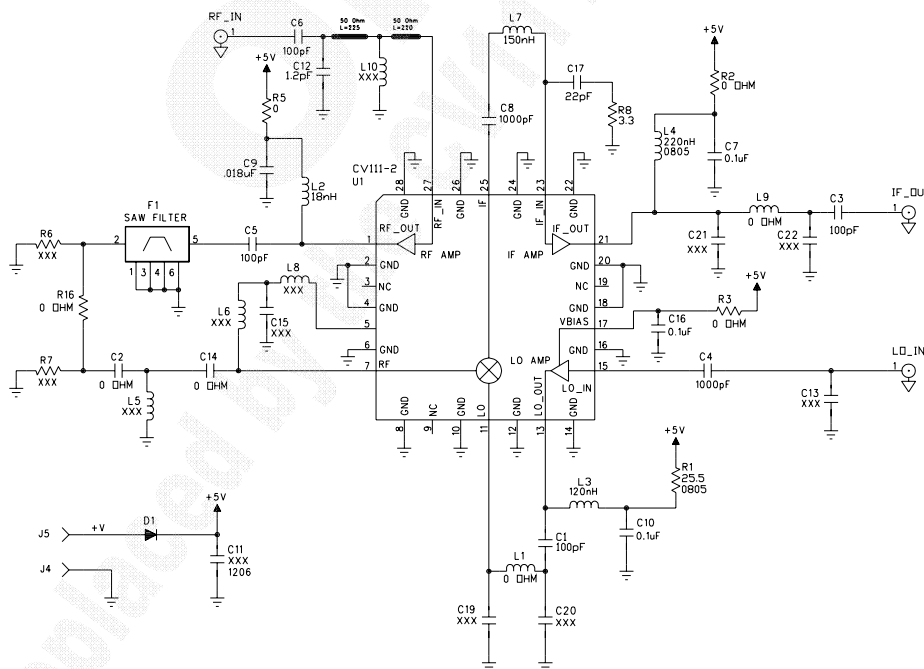 RF_IN
1
C6
100pF
50 Ohm
L=225
50 Ohm
L=220
C12
1.2pF
L10
XXX
L7
150nH
C17
22pF
R8
3.3
C8
1000pF
+5V
R5
0
C9
.018uF
L2
18nH
+5V
R2
0 OHM
L4
220nH
0805
C7
0.1uF
CV111-2
U1
28
27
26
25
24
23
22
GND
RF_IN
GND
IF
GND
IF_IN
GND
RF_OUT
RF AMP
IF_OUT
IF AMP
F1
SAW FILTER
2
5
1
3
4
6
C5
100pF
R6
XXX
R16
0 OHM
R7
XXX
C2
0 OHM
L5
XXX
C14
0 OHM
L6
XXX
C15
XXX
L8
XXX
1
2
GND
3
NC
4
GND
5
6
GND
7
RF
21
20
GND
19
NC
18
GND
17
VBIAS
16
GND
15
LO_IN
LO AMP
LO_OUT
GND
NC
GND
LO
GND
GND
8
9
10
11
12
13
14
L9
0 OHM
C21
XXX
C22
XXX
C3
100pF
IF_OU
1
+5V
R3
0 OHM
C16
0.1uF
C4
1000pF
LO_IN
1
C13
XXX
+5V
R1
25.5
0805
L3
120nH
C10
0.1uF
C1
100pF
L1
0 OHM
C19
XXX
C20
XXX
J5
+V
D1
+5V
C11
XXX
1206
J4